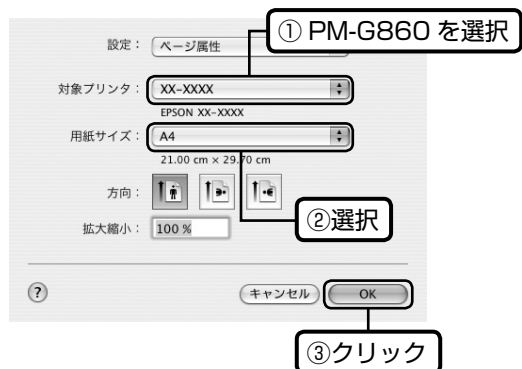 ① PM-G860 を選択
設定： ページ属性
対象プリンタ： XX-XXXX
EPSON XX-XXXX
用紙サイズ： A4
21.00 cm × 29.70 cm
方向：
②選択
拡大縮小： 100 %
? キャンセル OK
③クリック